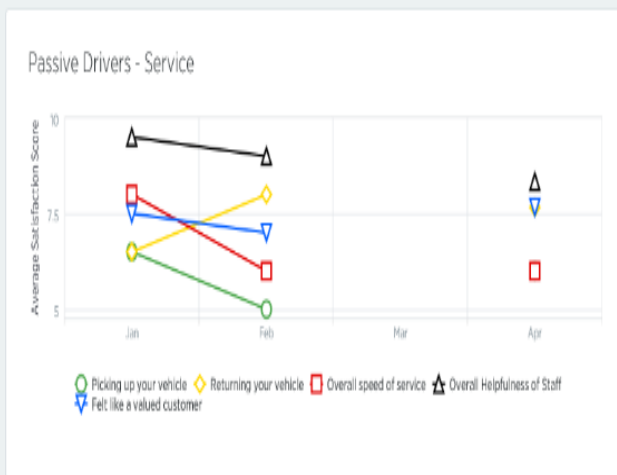 Passive Drivers - Service
Average Satisfaction Score
10
7.5
5
Jan Feb Mar Apr
Picking up your vehicle Returning your vehicle Overall speed of service Overall Helpfulness of Staff
Felt like a valued customer